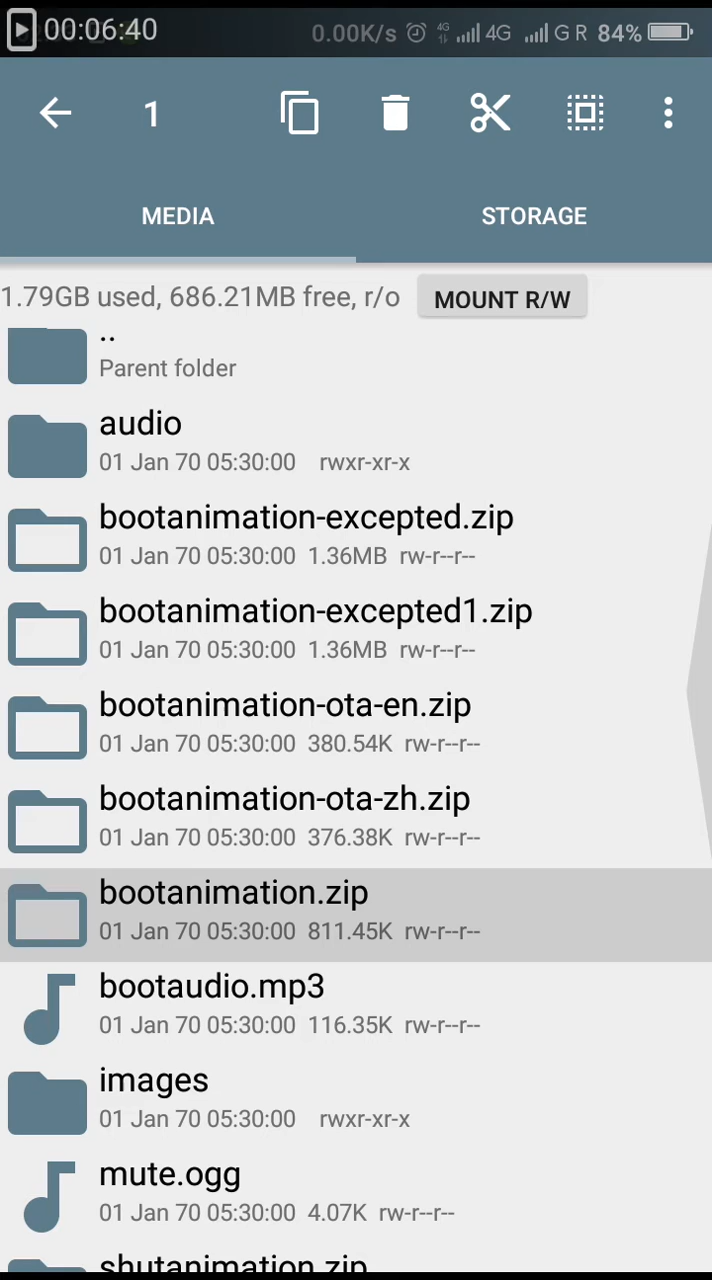 00:06:40 0.00K/s 4G 4G G R 84%
1
MEDIA STORAGE
1.79GB used, 686.21MB free, r/o MOUNT R/W
..
Parent folder
audio
01 Jan 70 05:30:00 rwxr-xr-x
bootanimation-excepted.zip
01 Jan 70 05:30:00 1.36MB rw-r--r--
bootanimation-excepted1.zip
01 Jan 70 05:30:00 1.36MB rw-r--r--
bootanimation-ota-en.zip
01 Jan 70 05:30:00 380.54K rw-r--r--
bootanimation-ota-zh.zip
01 Jan 70 05:30:00 376.38K rw-r--r--
bootanimation.zip
01 Jan 70 05:30:00 811.45K rw-r--r--
bootaudio.mp3
01 Jan 70 05:30:00 116.35K rw-r--r--
images
01 Jan 70 05:30:00 rwxr-xr-x
mute.ogg
01 Jan 70 05:30:00 4.07K rw-r--r--
shutanimation.zip